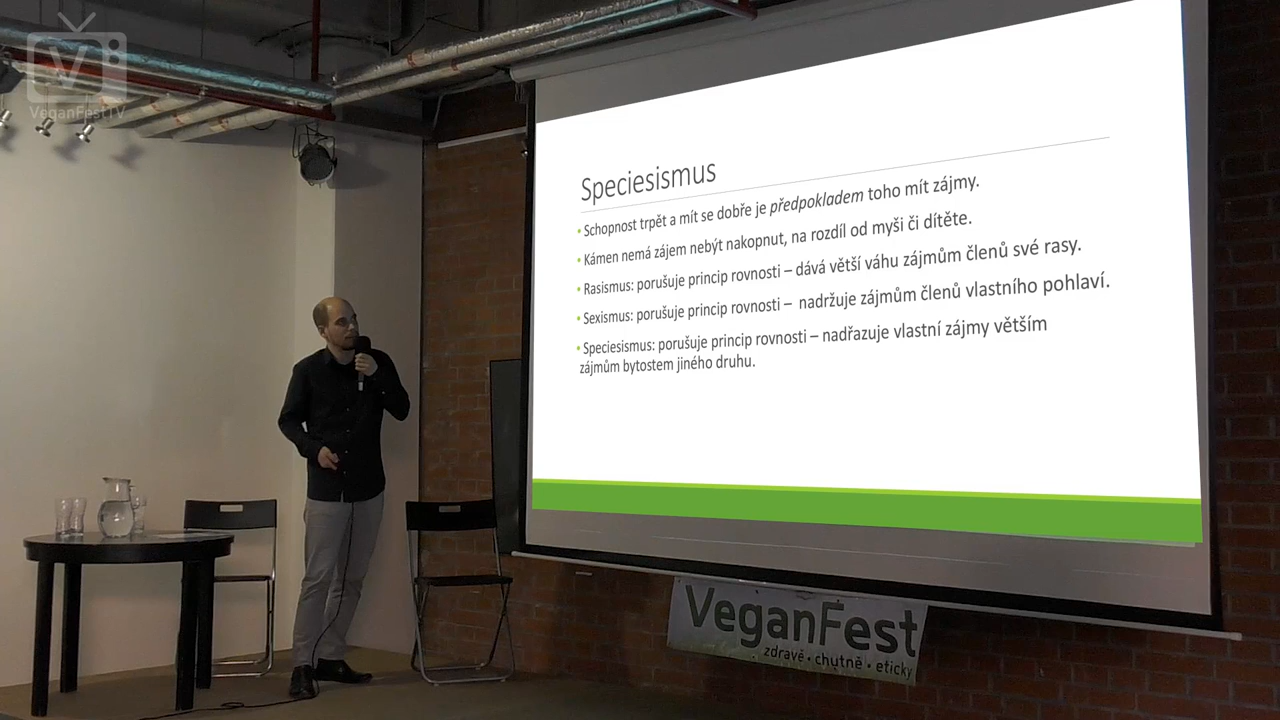 V
VeganFestTV
Speciesismus
• Schopnost trpět a mít se dobře je předpokladem toho mít zájmy.
• Kámen nemá zájem nebýt nakopnut, na rozdíl od myši či dítěte.
• Rasismus: porušuje princip rovnosti – dává větší váhu zájmům členů své rasy.
• Sexismus: porušuje princip rovnosti – nadržuje zájmům členů vlastního pohlaví.
• Speciesismus: porušuje princip rovnosti – nadřazuje vlastní zájmy větším
zájmům bytostem jiného druhu.
VeganFest
zdravě • chutně • eticky